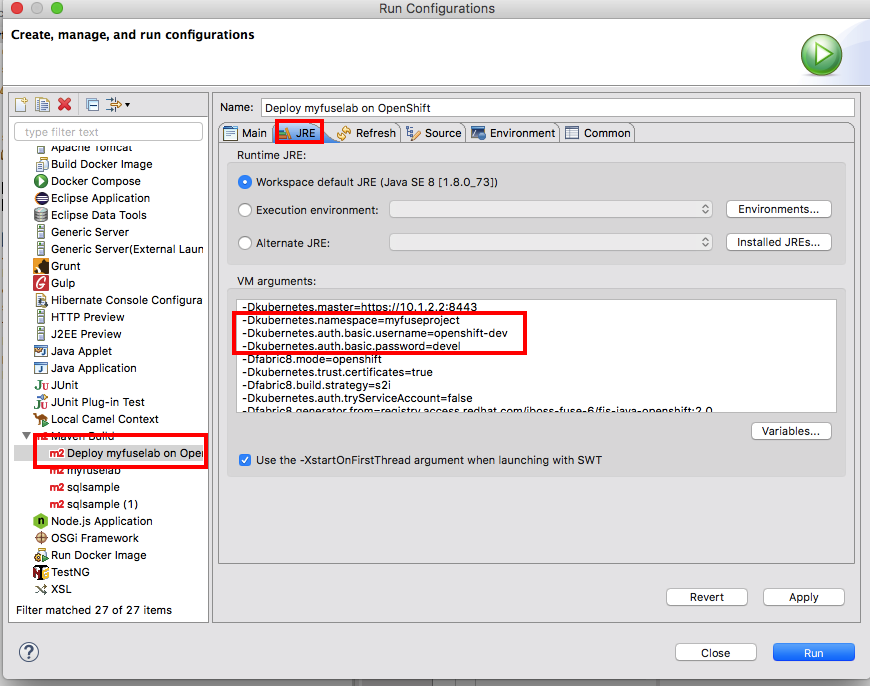 Run Configurations
Create, manage, and run configurations
type filter text
Apache Tomcat
Build Docker Image
Docker Compose
Eclipse Application
Eclipse Data Tools
Generic Server
Generic Server(External Laun
Grunt
Gulp
Hibernate Console Configura
HTTP Preview
J2EE Preview
Java Applet
Java Application
JUnit
JUnit Plug-in Test
Local Camel Context
Maven Build
Deploy myfuselab on Open
myfuselab
sqlsample
sqlsample (1)
Node.js Application
OSGi Framework
Run Docker Image
TestNG
XSL
Filter matched 27 of 27 items
Name: Deploy myfuselab on OpenShift
Main JRE Refresh Source Environment Common
Runtime JRE:
Workspace default JRE (Java SE 8 [1.8.0_73])
Execution environment: Environments...
Alternate JRE: Installed JREs...
VM arguments:
-Dkubernetes.master=https://10.1.2.2:8443
-Dkubernetes.namespace=myfuseproject
-Dkubernetes.auth.basic.username=openshift-dev
-Dkubernetes.auth.basic.password=devel
-Dfabric8.mode=openshift
-Dkubernetes.trust.certificates=true
-Dfabric8.build.strategy=s2i
-Dkubernetes.auth.tryServiceAccount=false
-Dfabric8.generator.from=registry.access.redhat.com/jboss-fuse-6/fis-java-openshift:2.0
Variables...
Use the -XstartOnFirstThread argument when launching with SWT
Revert Apply
Close Run